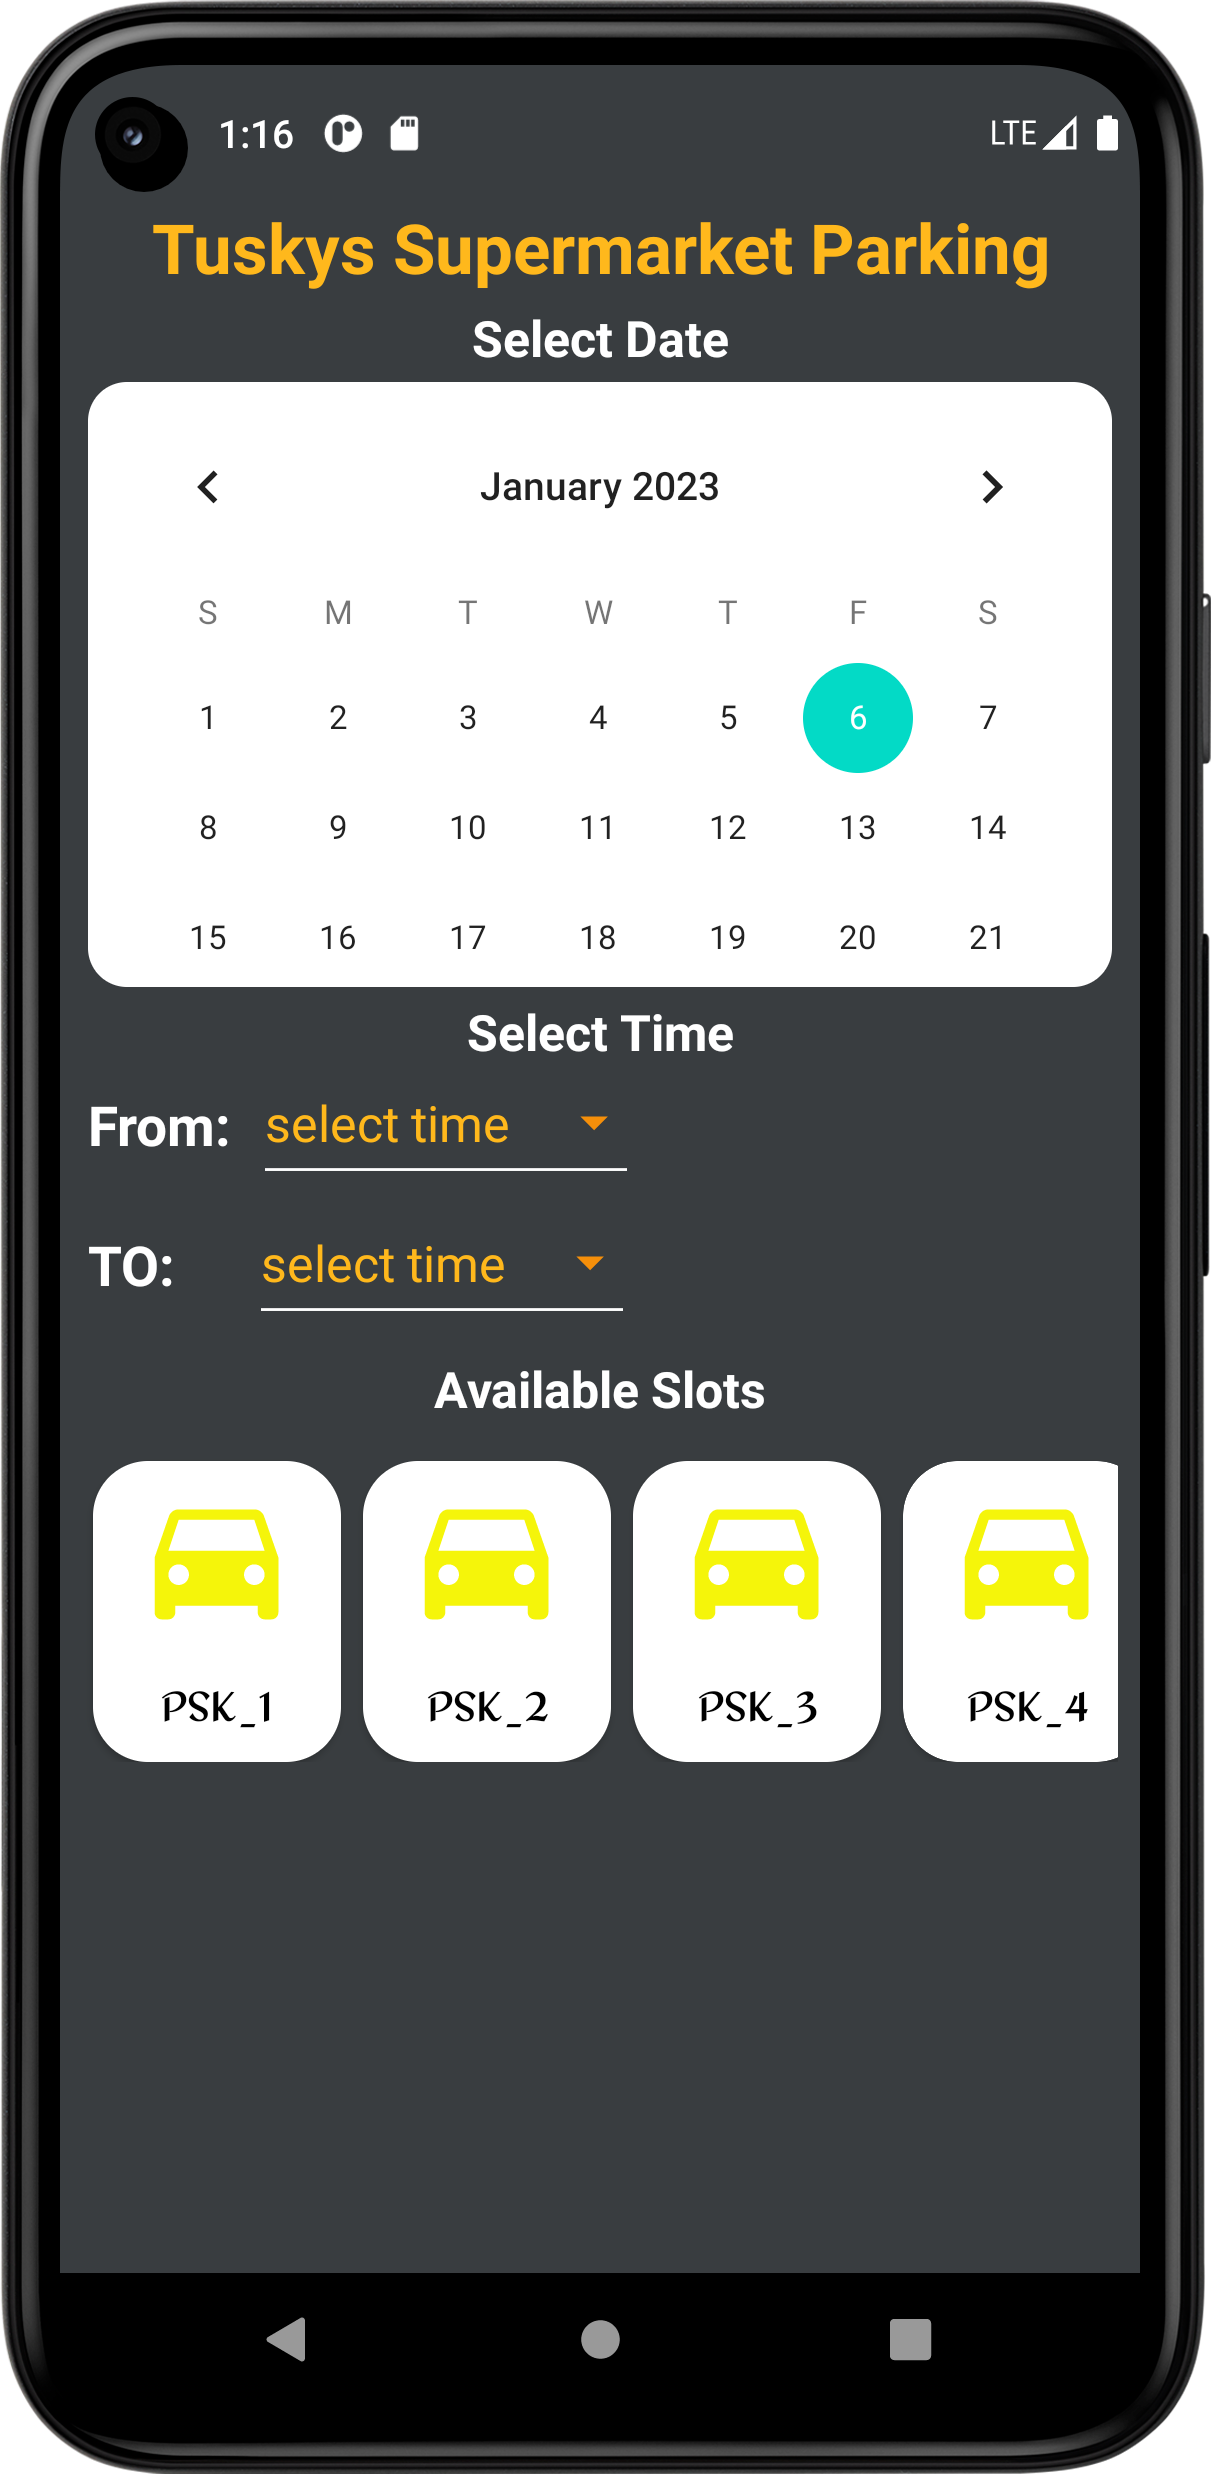 1:16 LTE
Tuskys Supermarket Parking
Select Date
January 2023
S M T W T F S
1 2 3 4 5 6 7
8 9 10 11 12 13 14
15 16 17 18 19 20 21
Select Time
From: select time
TO: select time
Available Slots
PSK_1 PSK_2 PSK_3 PSK_4